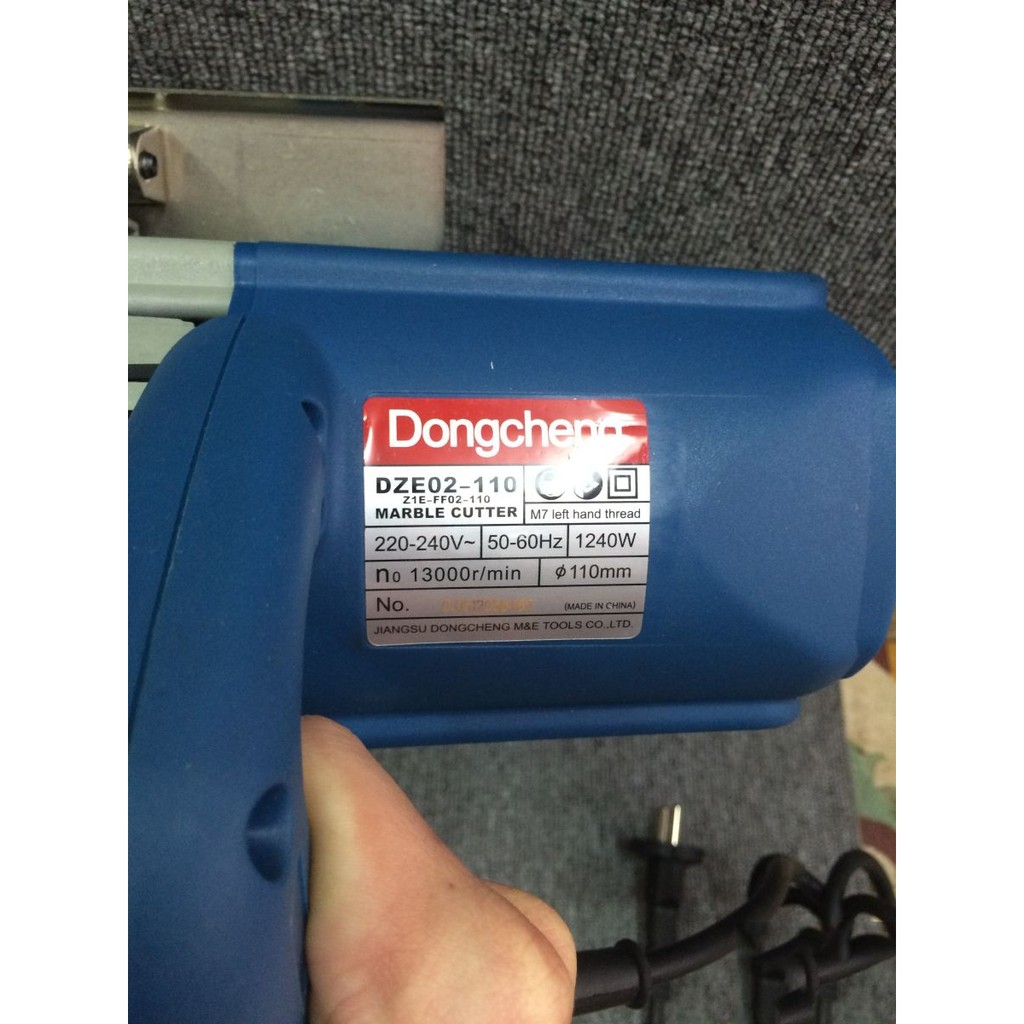 Dongcheng
DZE02-110
Z1E-FF02-110
MARBLE CUTTER
M7 left hand thread
220-240V~ 50-60Hz 1240W
n0 13000r/min ϕ110mm
No. (MADE IN CHINA)
JIANGSU DONGCHENG M&E TOOLS CO.,LTD.